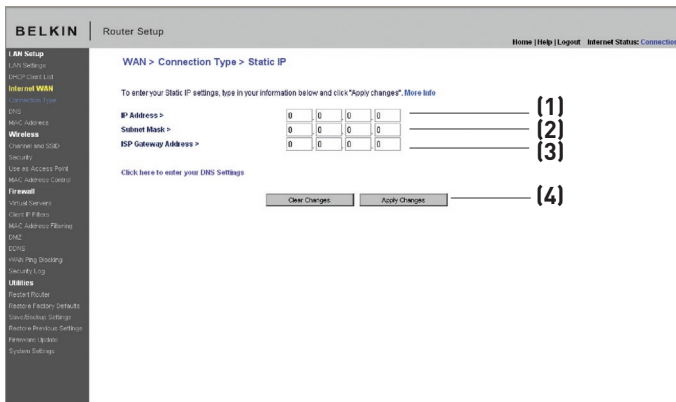 BELKIN
Router Setup
Home | Help | Logout Internet Status: Connection
LAN Setup
LAN Settings
DHCP Client List
Internet WAN
Connection Type
DNS
MAC Address
Wireless
Channel and SSID
Security
Use as Access Point
MAC Address Control
Firewall
Virtual Servers
Client IP Filters
MAC Address Filtering
DMZ
DDNS
WAN Ping Blocking
Security Log
Utilities
Restart Router
Restore Factory Defaults
Save/Backup Settings
Restore Previous Settings
Firmware Update
System Settings
WAN > Connection Type > Static IP
To enter your Static IP settings, type in your information below and click "Apply changes". More Info
IP Address > 0 . 0 . 0 . 0 (1)
Subnet Mask > 0 . 0 . 0 . 0 (2)
ISP Gateway Address > 0 . 0 . 0 . 0 (3)
Click here to enter your DNS Settings
Clear Changes Apply Changes (4)